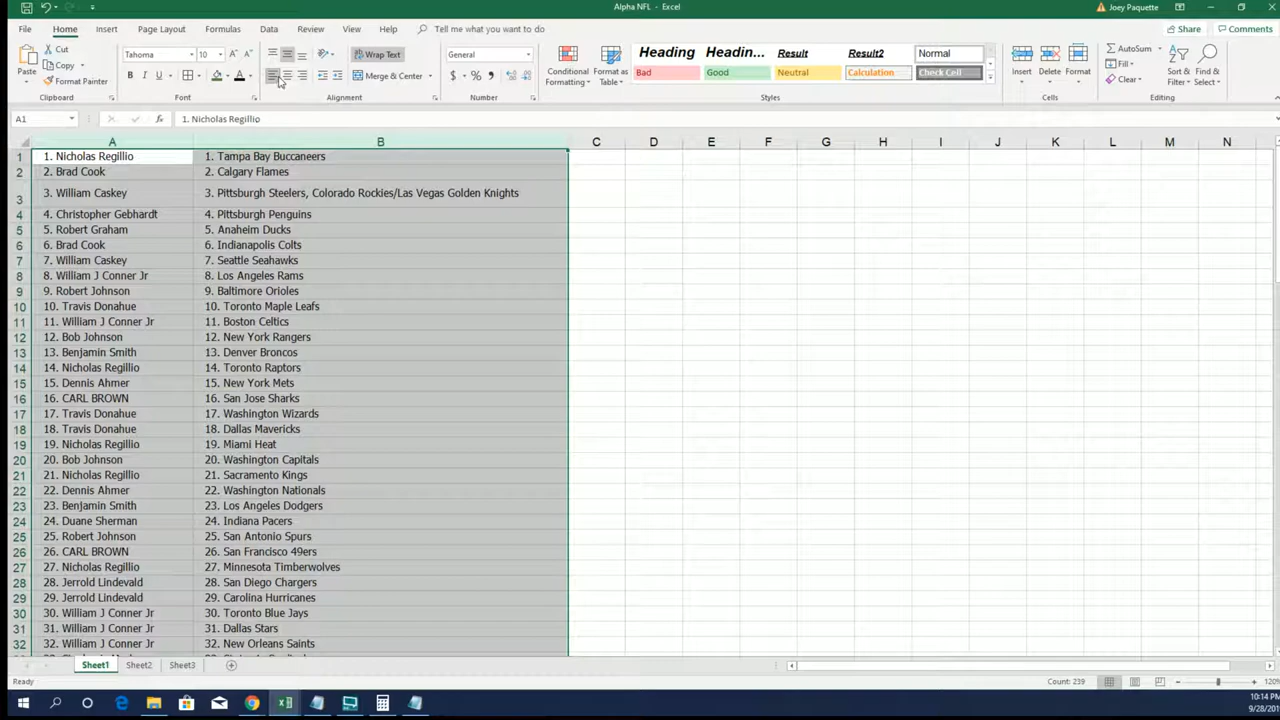 Alpha NFL - Excel
Joey Paquette
File Home Insert Page Layout Formulas Data Review View Help Tell me what you want to do
Share Comments
Paste
Cut
Copy
Format Painter
Clipboard
Tahoma 10
Font
Wrap Text
Merge & Center
Alignment
General
Number
Conditional Formatting
Format as Table
Heading Headin... Result Result2 Normal
Bad Good Neutral Calculation Check Cell
Styles
Insert Delete Format
Cells
AutoSum
Fill
Clear
Sort & Filter
Find & Select
Editing
A1 1. Nicholas Regillio
A B C D E F G H I J K L M N
1 1. Nicholas Regillio 1. Tampa Bay Buccaneers
2 2. Brad Cook 2. Calgary Flames
3 3. William Caskey 3. Pittsburgh Steelers, Colorado Rockies/Las Vegas Golden Knights
4 4. Christopher Gebhardt 4. Pittsburgh Penguins
5 5. Robert Graham 5. Anaheim Ducks
6 6. Brad Cook 6. Indianapolis Colts
7 7. William Caskey 7. Seattle Seahawks
8 8. William J Conner Jr 8. Los Angeles Rams
9 9. Robert Johnson 9. Baltimore Orioles
10 10. Travis Donahue 10. Toronto Maple Leafs
11 11. William J Conner Jr 11. Boston Celtics
12 12. Bob Johnson 12. New York Rangers
13 13. Benjamin Smith 13. Denver Broncos
14 14. Nicholas Regillio 14. Toronto Raptors
15 15. Dennis Ahmer 15. New York Mets
16 16. CARL BROWN 16. San Jose Sharks
17 17. Travis Donahue 17. Washington Wizards
18 18. Travis Donahue 18. Dallas Mavericks
19 19. Nicholas Regillio 19. Miami Heat
20 20. Bob Johnson 20. Washington Capitals
21 21. Nicholas Regillio 21. Sacramento Kings
22 22. Dennis Ahmer 22. Washington Nationals
23 23. Benjamin Smith 23. Los Angeles Dodgers
24 24. Duane Sherman 24. Indiana Pacers
25 25. Robert Johnson 25. San Antonio Spurs
26 26. CARL BROWN 26. San Francisco 49ers
27 27. Nicholas Regillio 27. Minnesota Timberwolves
28 28. Jerrold Lindevald 28. San Diego Chargers
29 29. Jerrold Lindevald 29. Carolina Hurricanes
30 30. William J Conner Jr 30. Toronto Blue Jays
31 31. William J Conner Jr 31. Dallas Stars
32 32. William J Conner Jr 32. New Orleans Saints
Sheet1 Sheet2 Sheet3
Ready Count: 239 120%
10:14 PM
9/28/20